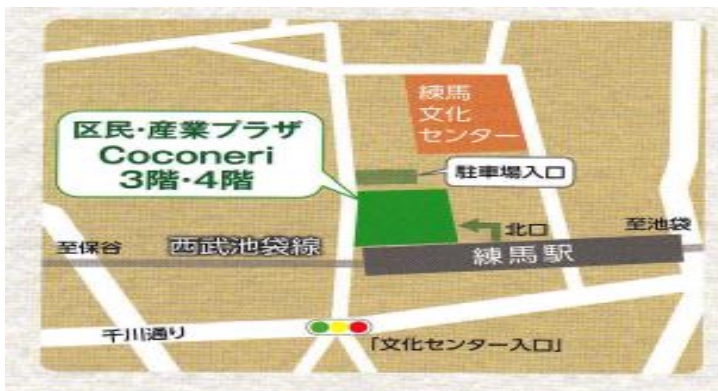 練馬
文化
センター
区民・産業プラザ
Coconeri
3階・4階
駐車場入口
北口
至池袋
至保谷
西武池袋線
練馬駅
千川通り
「文化センター入口」